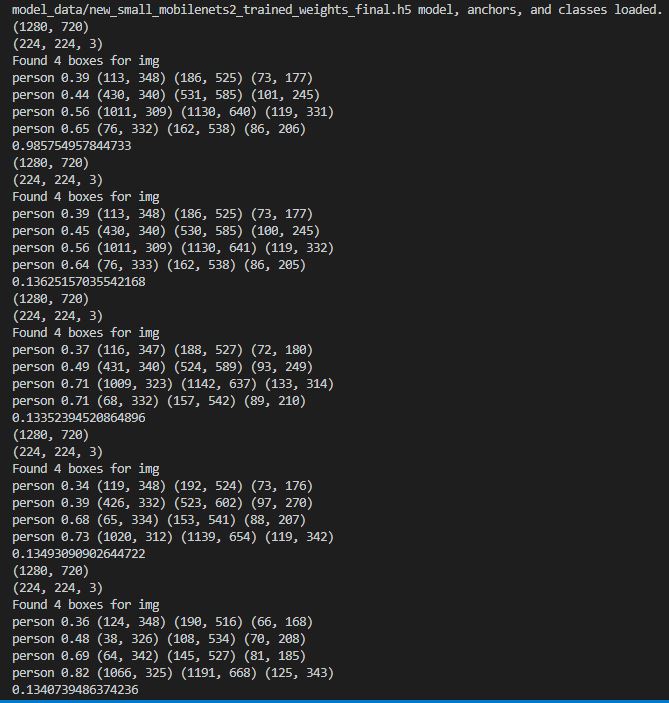 model_data/new_small_mobilenets2_trained_weights_final.h5 model, anchors, and classes loaded.
(1280, 720)
(224, 224, 3)
Found 4 boxes for img
person 0.39 (113, 348) (186, 525) (73, 177)
person 0.44 (430, 340) (531, 585) (101, 245)
person 0.56 (1011, 309) (1130, 640) (119, 331)
person 0.65 (76, 332) (162, 538) (86, 206)
0.985754957844733
(1280, 720)
(224, 224, 3)
Found 4 boxes for img
person 0.39 (113, 348) (186, 525) (73, 177)
person 0.45 (430, 340) (530, 585) (100, 245)
person 0.56 (1011, 309) (1130, 641) (119, 332)
person 0.64 (76, 333) (162, 538) (86, 205)
0.13625157035542168
(1280, 720)
(224, 224, 3)
Found 4 boxes for img
person 0.37 (116, 347) (188, 527) (72, 180)
person 0.49 (431, 340) (524, 589) (93, 249)
person 0.71 (1009, 323) (1142, 637) (133, 314)
person 0.71 (68, 332) (157, 542) (89, 210)
0.13352394520864896
(1280, 720)
(224, 224, 3)
Found 4 boxes for img
person 0.34 (119, 348) (192, 524) (73, 176)
person 0.39 (426, 332) (523, 602) (97, 270)
person 0.68 (65, 334) (153, 541) (88, 207)
person 0.73 (1020, 312) (1139, 654) (119, 342)
0.13493090902644722
(1280, 720)
(224, 224, 3)
Found 4 boxes for img
person 0.36 (124, 348) (190, 516) (66, 168)
person 0.48 (38, 326) (108, 534) (70, 208)
person 0.69 (64, 342) (145, 527) (81, 185)
person 0.82 (1066, 325) (1191, 668) (125, 343)
0.1340739486374236